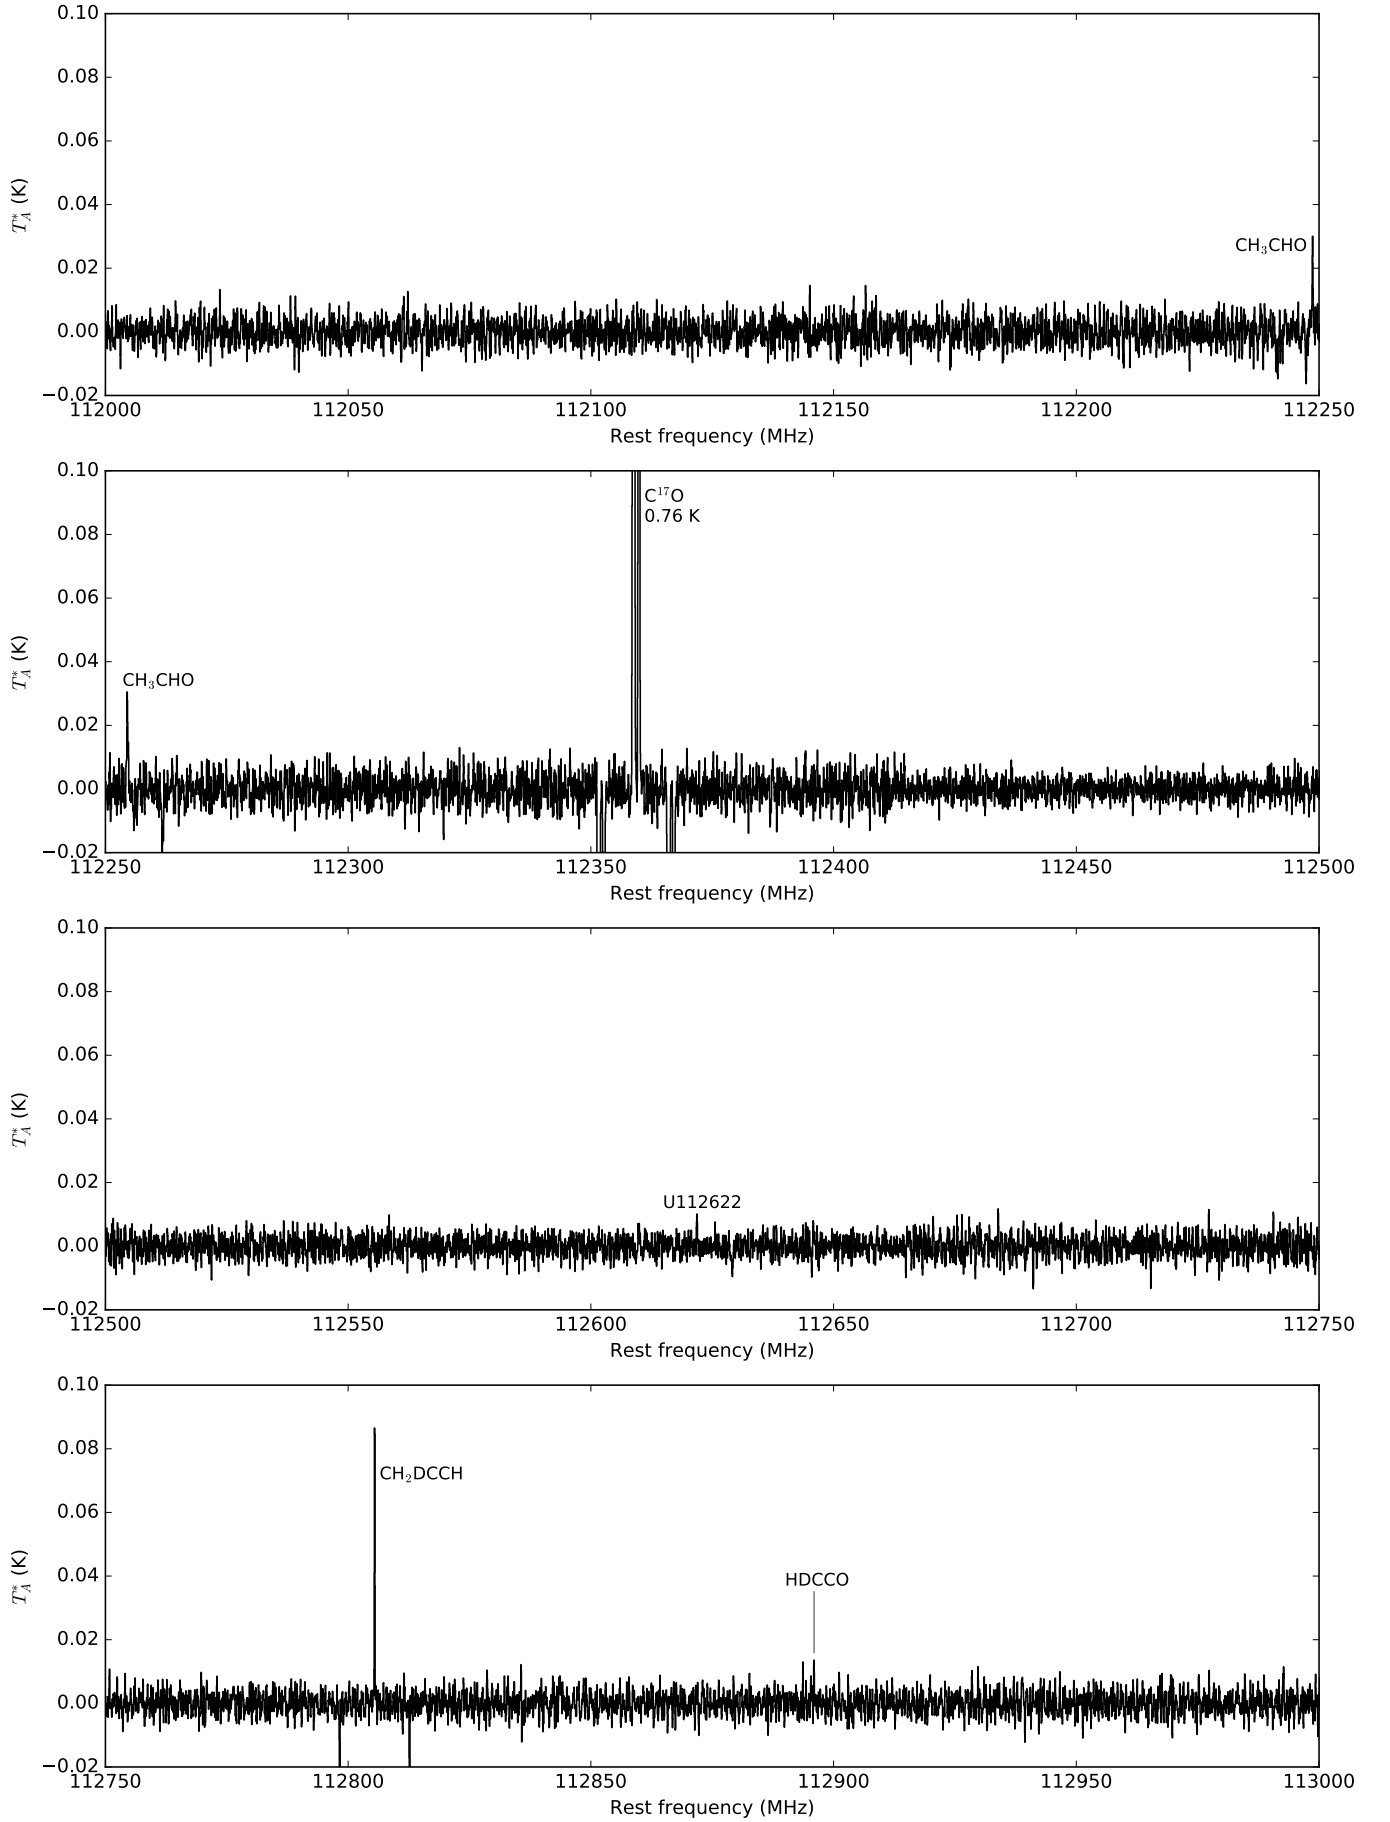 0.10
0.08
0.06
0.04
0.02
0.00
−0.02
T*A (K)
CH3CHO
112000 112050 112100 112150 112200 112250
Rest frequency (MHz)
0.10
0.08
0.06
0.04
0.02
0.00
−0.02
T*A (K)
C17O
0.76 K
CH3CHO
112250 112300 112350 112400 112450 112500
Rest frequency (MHz)
0.10
0.08
0.06
0.04
0.02
0.00
−0.02
T*A (K)
U112622
112500 112550 112600 112650 112700 112750
Rest frequency (MHz)
0.10
0.08
0.06
0.04
0.02
0.00
−0.02
T*A (K)
CH2DCCH
HDCCO
112750 112800 112850 112900 112950 113000
Rest frequency (MHz)